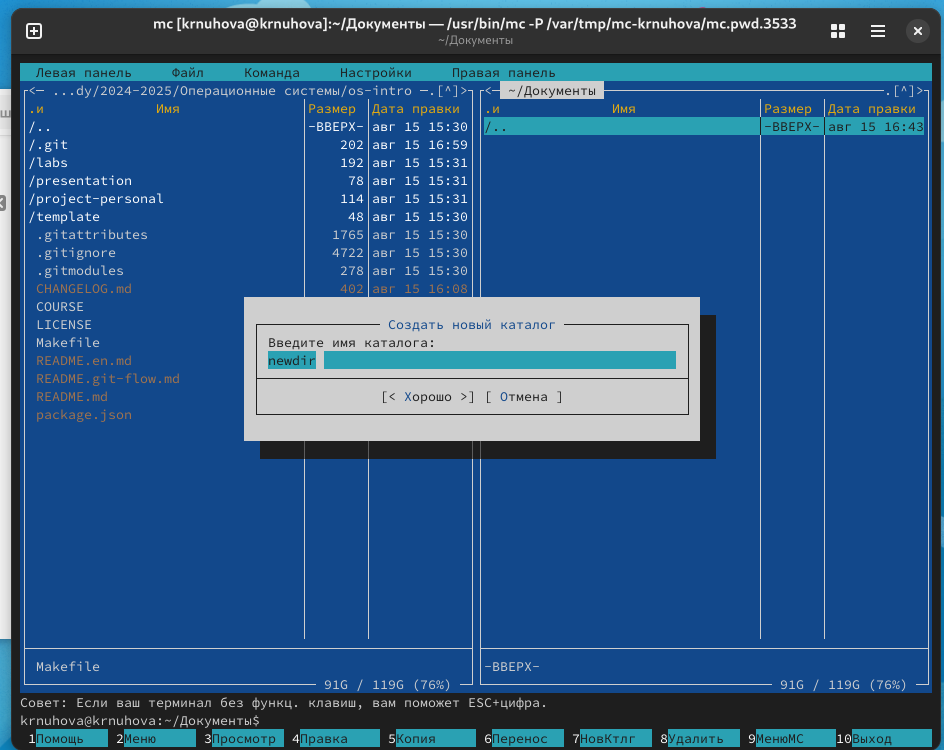 mc [krnuhova@krnuhova]:~/Документы — /usr/bin/mc -P /var/tmp/mc-krnuhova/mc.pwd.3533
~/Документы
Левая панель Файл Команда Настройки Правая панель
<— ...dy/2024-2025/Операционные системы/os-intro —.[^]>
.и Имя Размер Дата правки
/.. -ВВЕРХ- авг 15 15:30
/.git 202 авг 15 16:59
/labs 192 авг 15 15:31
/presentation 78 авг 15 15:31
/project-personal 114 авг 15 15:31
/template 48 авг 15 15:30
.gitattributes 1765 авг 15 15:30
.gitignore 4722 авг 15 15:30
.gitmodules 278 авг 15 15:30
CHANGELOG.md 402 авг 15 16:08
COURSE
LICENSE
Makefile
README.en.md
README.git-flow.md
README.md
package.json
Makefile
91G / 119G (76%)
<— ~/Документы .[^]>
.и Имя Размер Дата правки
/.. -ВВЕРХ- авг 15 16:43
-ВВЕРХ-
91G / 119G (76%)
Создать новый каталог
Введите имя каталога:
newdir
[< Хорошо >] [ Отмена ]
Совет: Если ваш терминал без функц. клавиш, вам поможет ESC+цифра.
krnuhova@krnuhova:~/Документы$
1Помощь 2Меню 3Просмотр 4Правка 5Копия 6Перенос 7НовКтлг 8Удалить 9МенюMC 10Выход